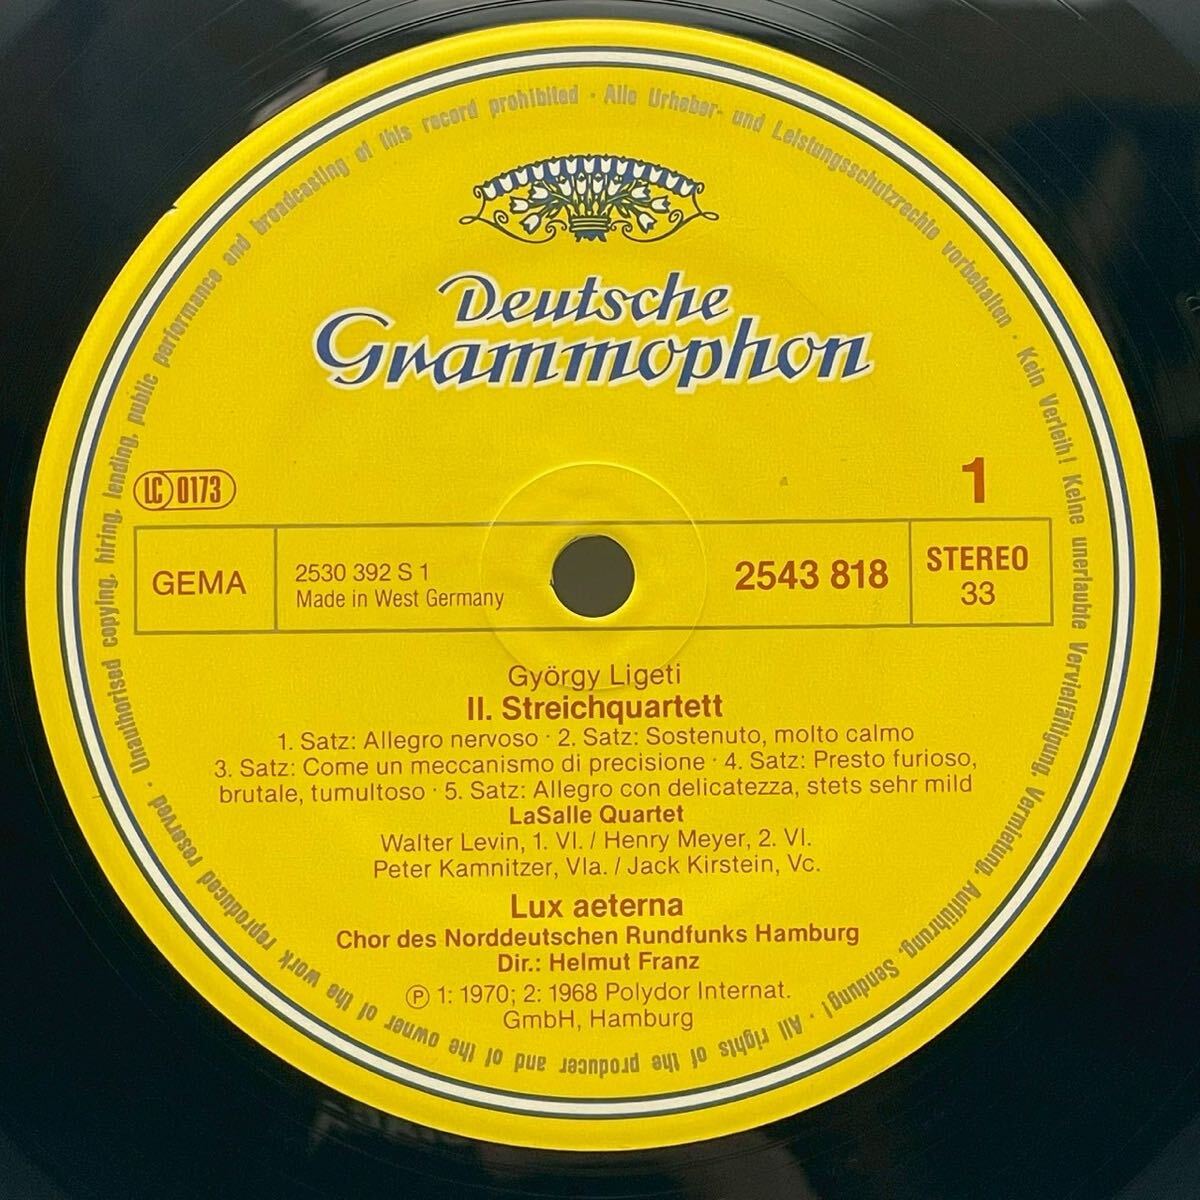 Unauthorised copying, hiring, lending, public performance and broadcasting of this record prohibited · Alle Urheber- und Leistungsschutzrechte vorbehalten · Kein Verleih! Keine unerlaubte Vervielfältigung, Vermietung, Aufführung, Sendung! · All rights of the producer and of the owner of the work reproduced reserved ·
Deutsche
Grammophon
LC 0173
1
GEMA
2530 392 S 1
Made in West Germany
2543 818
STEREO
33
György Ligeti
II. Streichquartett
1. Satz: Allegro nervoso · 2. Satz: Sostenuto, molto calmo
3. Satz: Come un meccanismo di precisione · 4. Satz: Presto furioso,
brutale, tumultoso · 5. Satz: Allegro con delicatezza, stets sehr mild
LaSalle Quartet
Walter Levin, 1. Vl. / Henry Meyer, 2. Vl.
Peter Kamnitzer, Vla. / Jack Kirstein, Vc.
Lux aeterna
Chor des Norddeutschen Rundfunks Hamburg
Dir.: Helmut Franz
℗ 1: 1970; 2: 1968 Polydor Internat.
GmbH, Hamburg